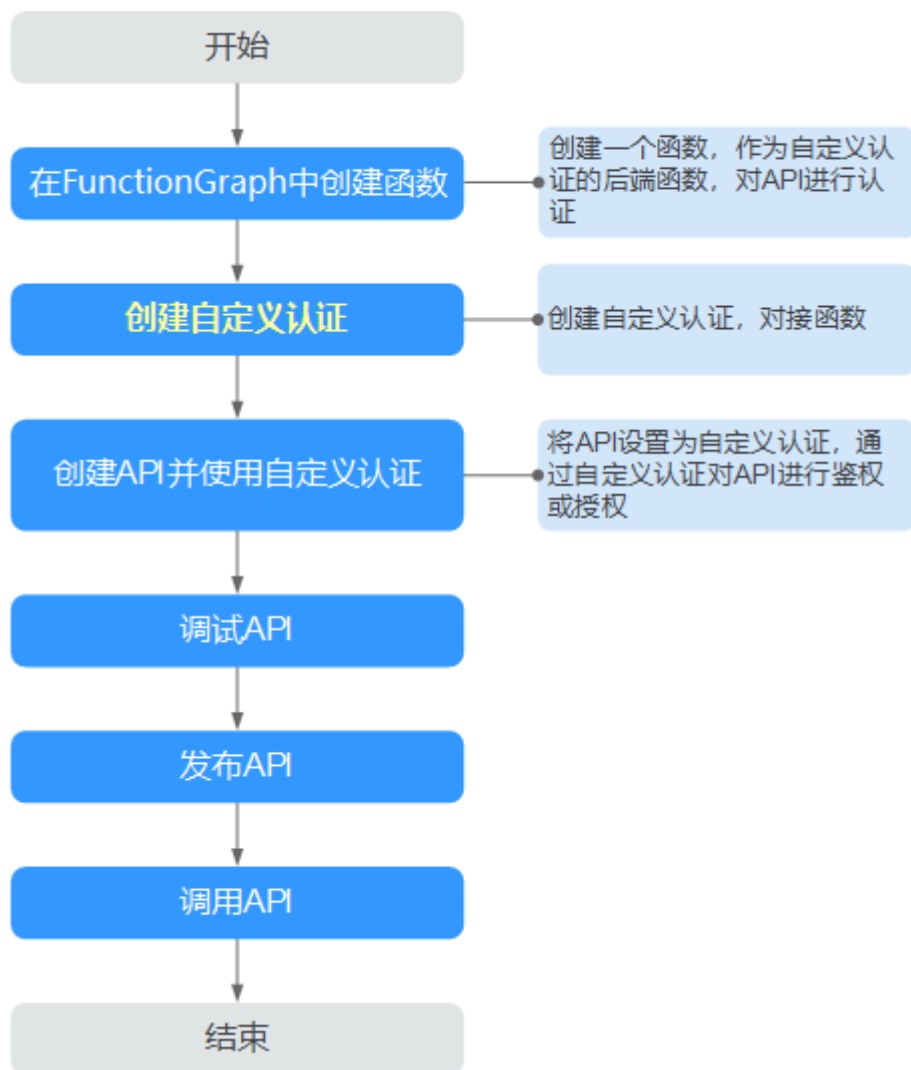 开始
在FunctionGraph中创建函数
创建一个函数，作为自定义认
证的后端函数，对API进行认
证
创建自定义认证
创建自定义认证，对接函数
创建API并使用自定义认证
将API设置为自定义认证，通
过自定义认证对API进行鉴权
或授权
调试API
发布API
调用API
结束